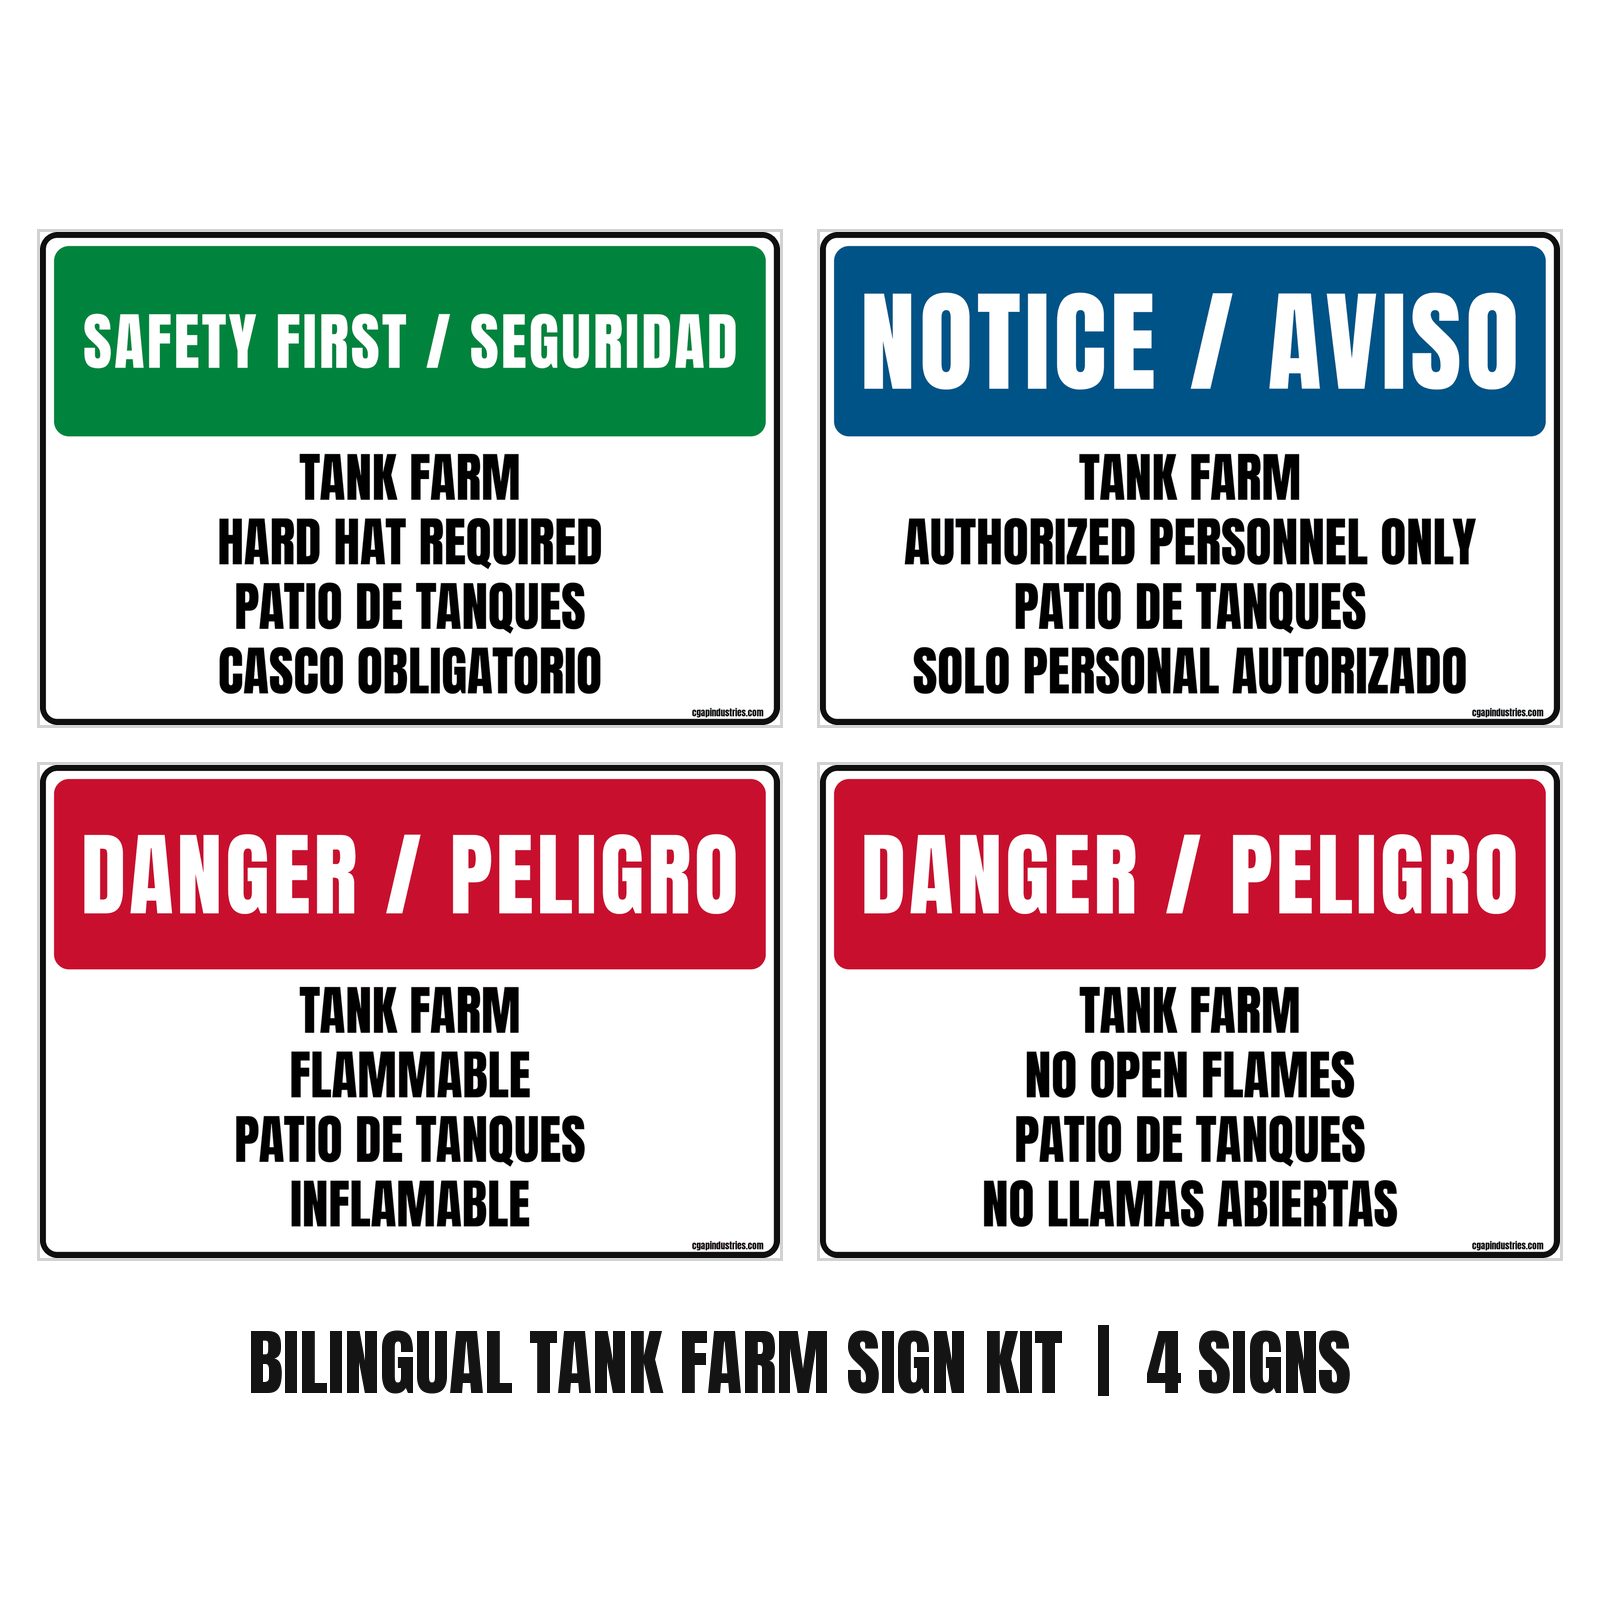 SAFETY FIRST / SEGURIDAD
TANK FARM
HARD HAT REQUIRED
PATIO DE TANQUES
CASCO OBLIGATORIO
cgapindustries.com
NOTICE / AVISO
TANK FARM
AUTHORIZED PERSONNEL ONLY
PATIO DE TANQUES
SOLO PERSONAL AUTORIZADO
cgapindustries.com
DANGER / PELIGRO
TANK FARM
FLAMMABLE
PATIO DE TANQUES
INFLAMABLE
cgapindustries.com
DANGER / PELIGRO
TANK FARM
NO OPEN FLAMES
PATIO DE TANQUES
NO LLAMAS ABIERTAS
cgapindustries.com
BILINGUAL TANK FARM SIGN KIT | 4 SIGNS